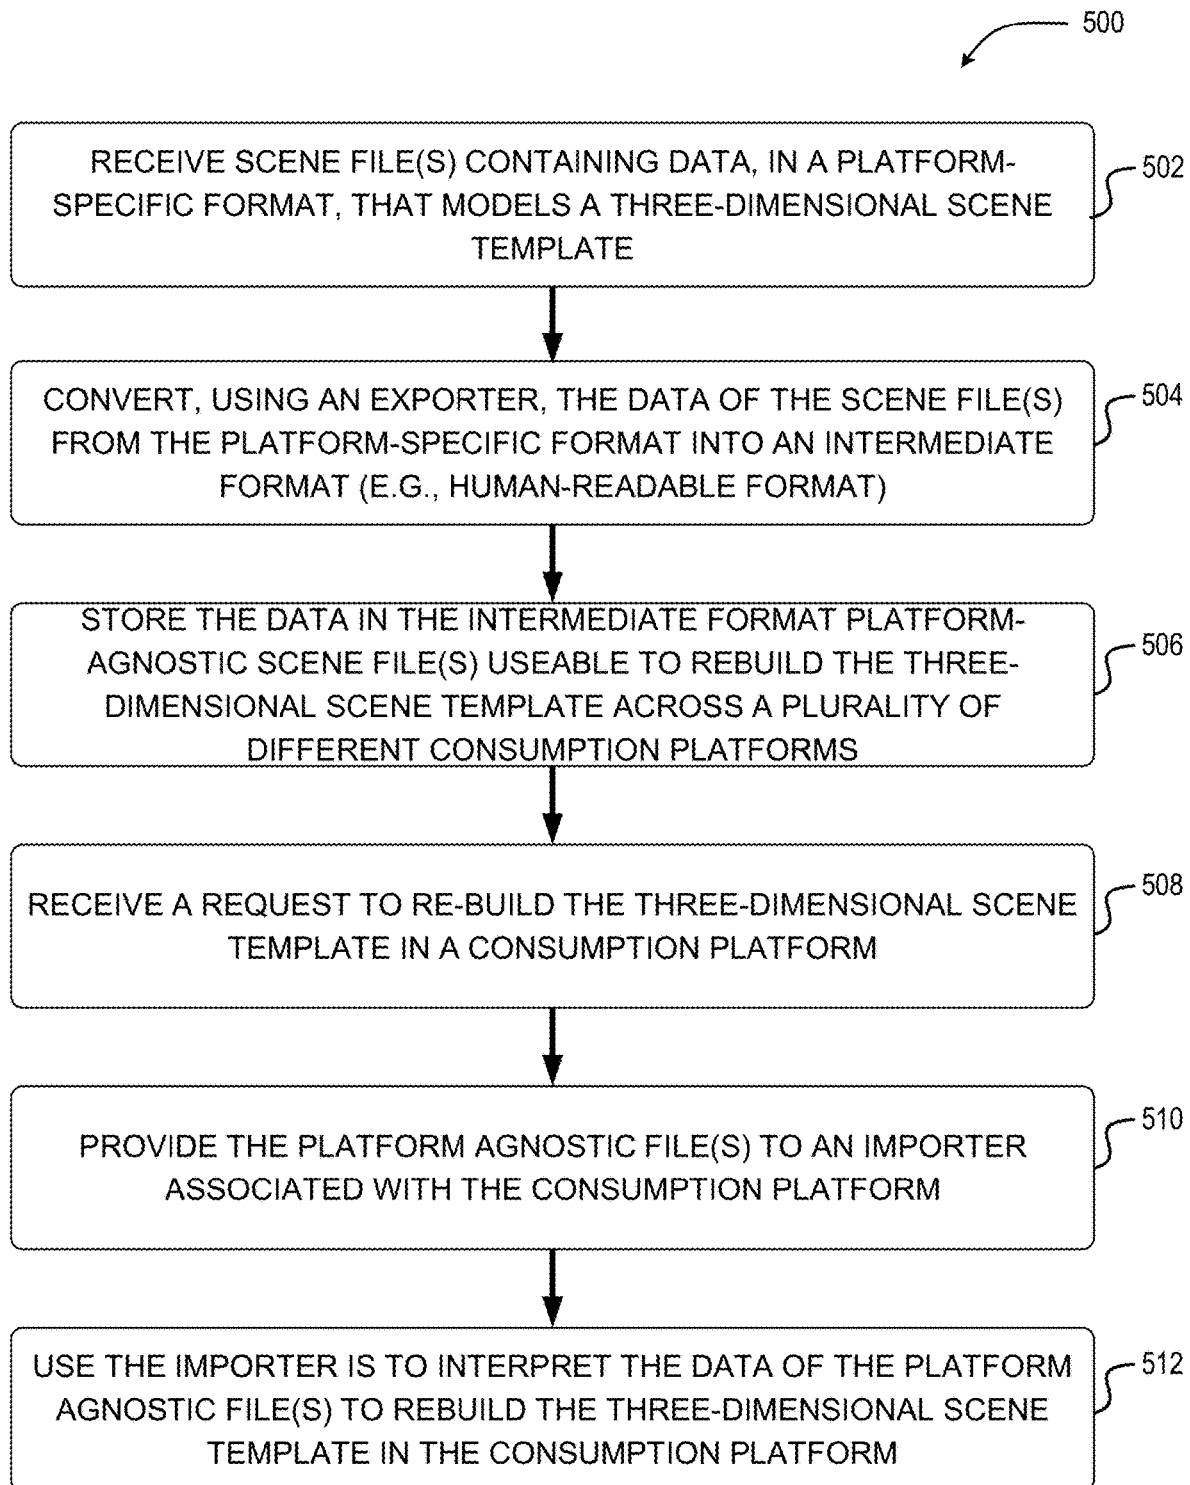 500
RECEIVE SCENE FILE(S) CONTAINING DATA, IN A PLATFORM-
SPECIFIC FORMAT, THAT MODELS A THREE-DIMENSIONAL SCENE
TEMPLATE
502
CONVERT, USING AN EXPORTER, THE DATA OF THE SCENE FILE(S)
FROM THE PLATFORM-SPECIFIC FORMAT INTO AN INTERMEDIATE
FORMAT (E.G., HUMAN-READABLE FORMAT)
504
STORE THE DATA IN THE INTERMEDIATE FORMAT PLATFORM-
AGNOSTIC SCENE FILE(S) USEABLE TO REBUILD THE THREE-
DIMENSIONAL SCENE TEMPLATE ACROSS A PLURALITY OF
DIFFERENT CONSUMPTION PLATFORMS
506
RECEIVE A REQUEST TO RE-BUILD THE THREE-DIMENSIONAL SCENE
TEMPLATE IN A CONSUMPTION PLATFORM
508
PROVIDE THE PLATFORM AGNOSTIC FILE(S) TO AN IMPORTER
ASSOCIATED WITH THE CONSUMPTION PLATFORM
510
USE THE IMPORTER IS TO INTERPRET THE DATA OF THE PLATFORM
AGNOSTIC FILE(S) TO REBUILD THE THREE-DIMENSIONAL SCENE
TEMPLATE IN THE CONSUMPTION PLATFORM
512